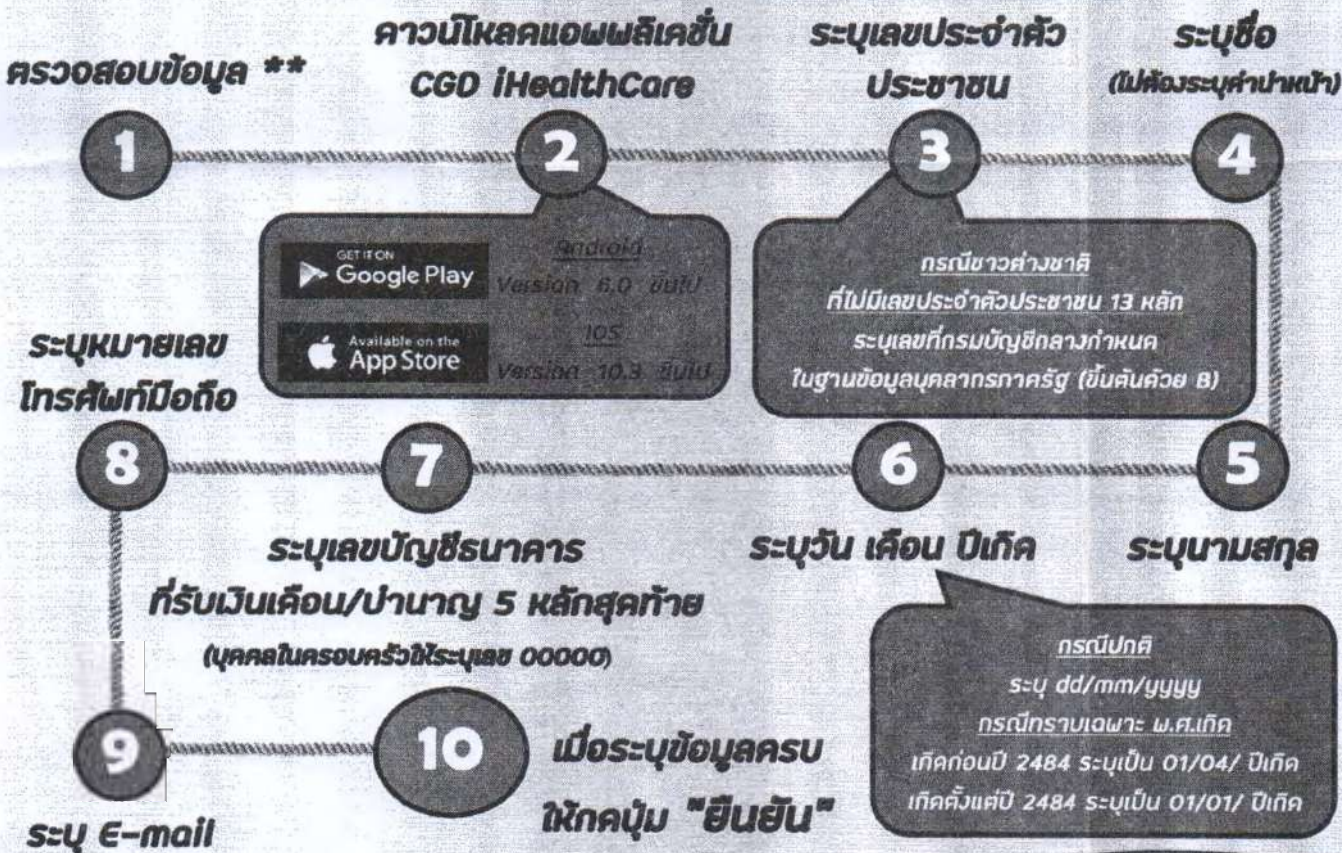 ตรวจสอบข้อมูล **
1
ดาวน์โหลดแอพพลิเคชั่น
CGD iHealthCare
2
GET IT ON
Google Play
Android
Version 6.0 ขึ้นไป
Available on the
App Store
IOS
Version 10.3 ขึ้นไป
ระบุเลขประจำตัว
ประชาชน
3
กรณีชาวต่างชาติ
ที่ไม่มีเลขประจำตัวประชาชน 13 หลัก
ระบุเลขที่กรมบัญชีกลางกำหนด
ในฐานข้อมูลบุคลากรภาครัฐ (ขึ้นต้นด้วย B)
ระบุชื่อ
(ไม่ต้องระบุคำนำหน้า)
4
5
ระบุนามสกุล
6
ระบุวัน เดือน ปีเกิด
กรณีปกติ
ระบุ dd/mm/yyyy
กรณีทราบเฉพาะ พ.ศ.เกิด
เกิดก่อนปี 2484 ระบุเป็น 01/04/ ปีเกิด
เกิดตั้งแต่ปี 2484 ระบุเป็น 01/01/ ปีเกิด
7
ระบุเลขบัญชีธนาคาร
ที่รับเงินเดือน/บำนาญ 5 หลักสุดท้าย
(บุคคลในครอบครัวให้ระบุเลข 00000)
ระบุหมายเลข
โทรศัพท์มือถือ
8
9
ระบุ E-mail
10
เมื่อระบุข้อมูลครบ
ให้กดปุ่ม "ยืนยัน"